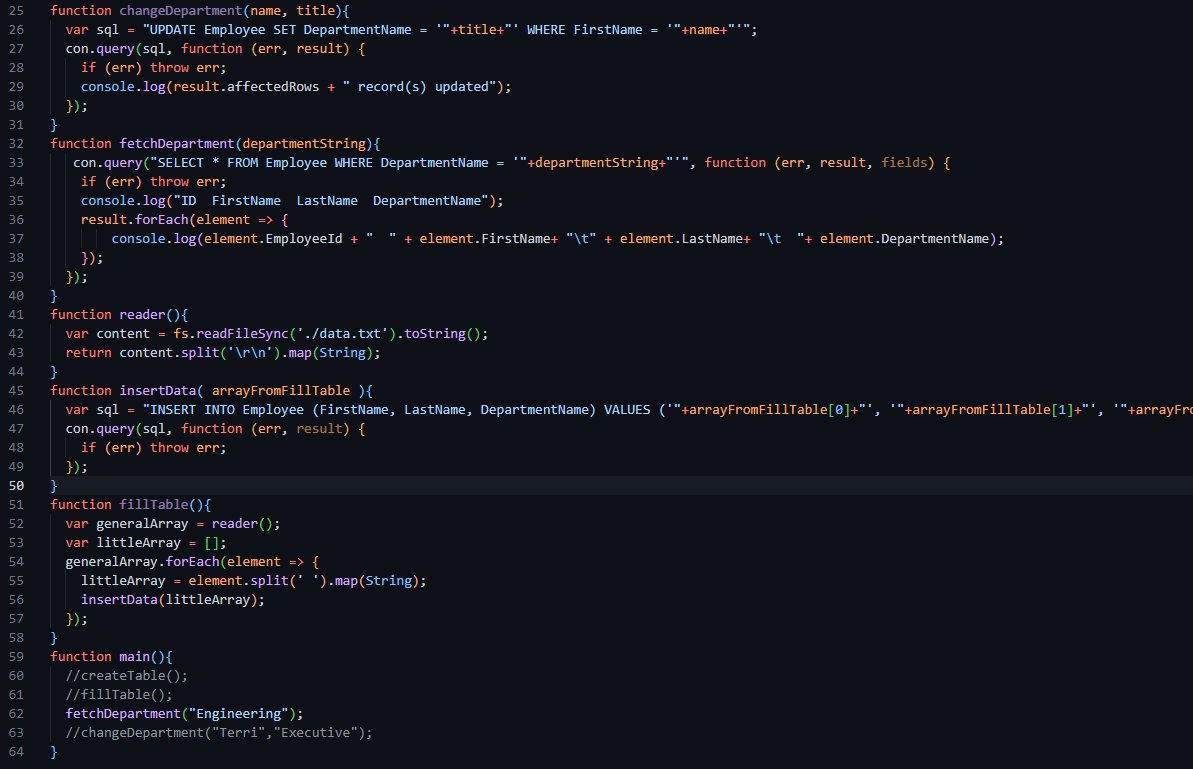 25 function changeDepartment(name, title){
26   var sql = "UPDATE Employee SET DepartmentName = '"+title+"' WHERE FirstName = '"+name+"'";
27   con.query(sql, function (err, result) {
28     if (err) throw err;
29     console.log(result.affectedRows + " record(s) updated");
30   });
31 }
32 function fetchDepartment(departmentString){
33    con.query("SELECT * FROM Employee WHERE DepartmentName = '"+departmentString+"'", function (err, result, fields) {
34     if (err) throw err;
35     console.log("ID  FirstName  LastName  DepartmentName");
36     result.forEach(element => {
37         console.log(element.EmployeeId + "  " + element.FirstName+ "\t" + element.LastName+ "\t  "+ element.DepartmentName);
38     });
39   });
40 }
41 function reader(){
42   var content = fs.readFileSync('./data.txt').toString();
43   return content.split('\r\n').map(String);
44 }
45 function insertData( arrayFromFillTable ){
46   var sql = "INSERT INTO Employee (FirstName, LastName, DepartmentName) VALUES ('"+arrayFromFillTable[0]+"', '"+arrayFromFillTable[1]+"', '"+arrayFro
47   con.query(sql, function (err, result) {
48     if (err) throw err;
49   });
50 }
51 function fillTable(){
52   var generalArray = reader();
53   var littleArray = [];
54   generalArray.forEach(element => {
55     littleArray = element.split(' ').map(String);
56     insertData(littleArray);
57   });
58 }
59 function main(){
60   //createTable();
61   //fillTable();
62   fetchDepartment("Engineering");
63   //changeDepartment("Terri","Executive");
64 }